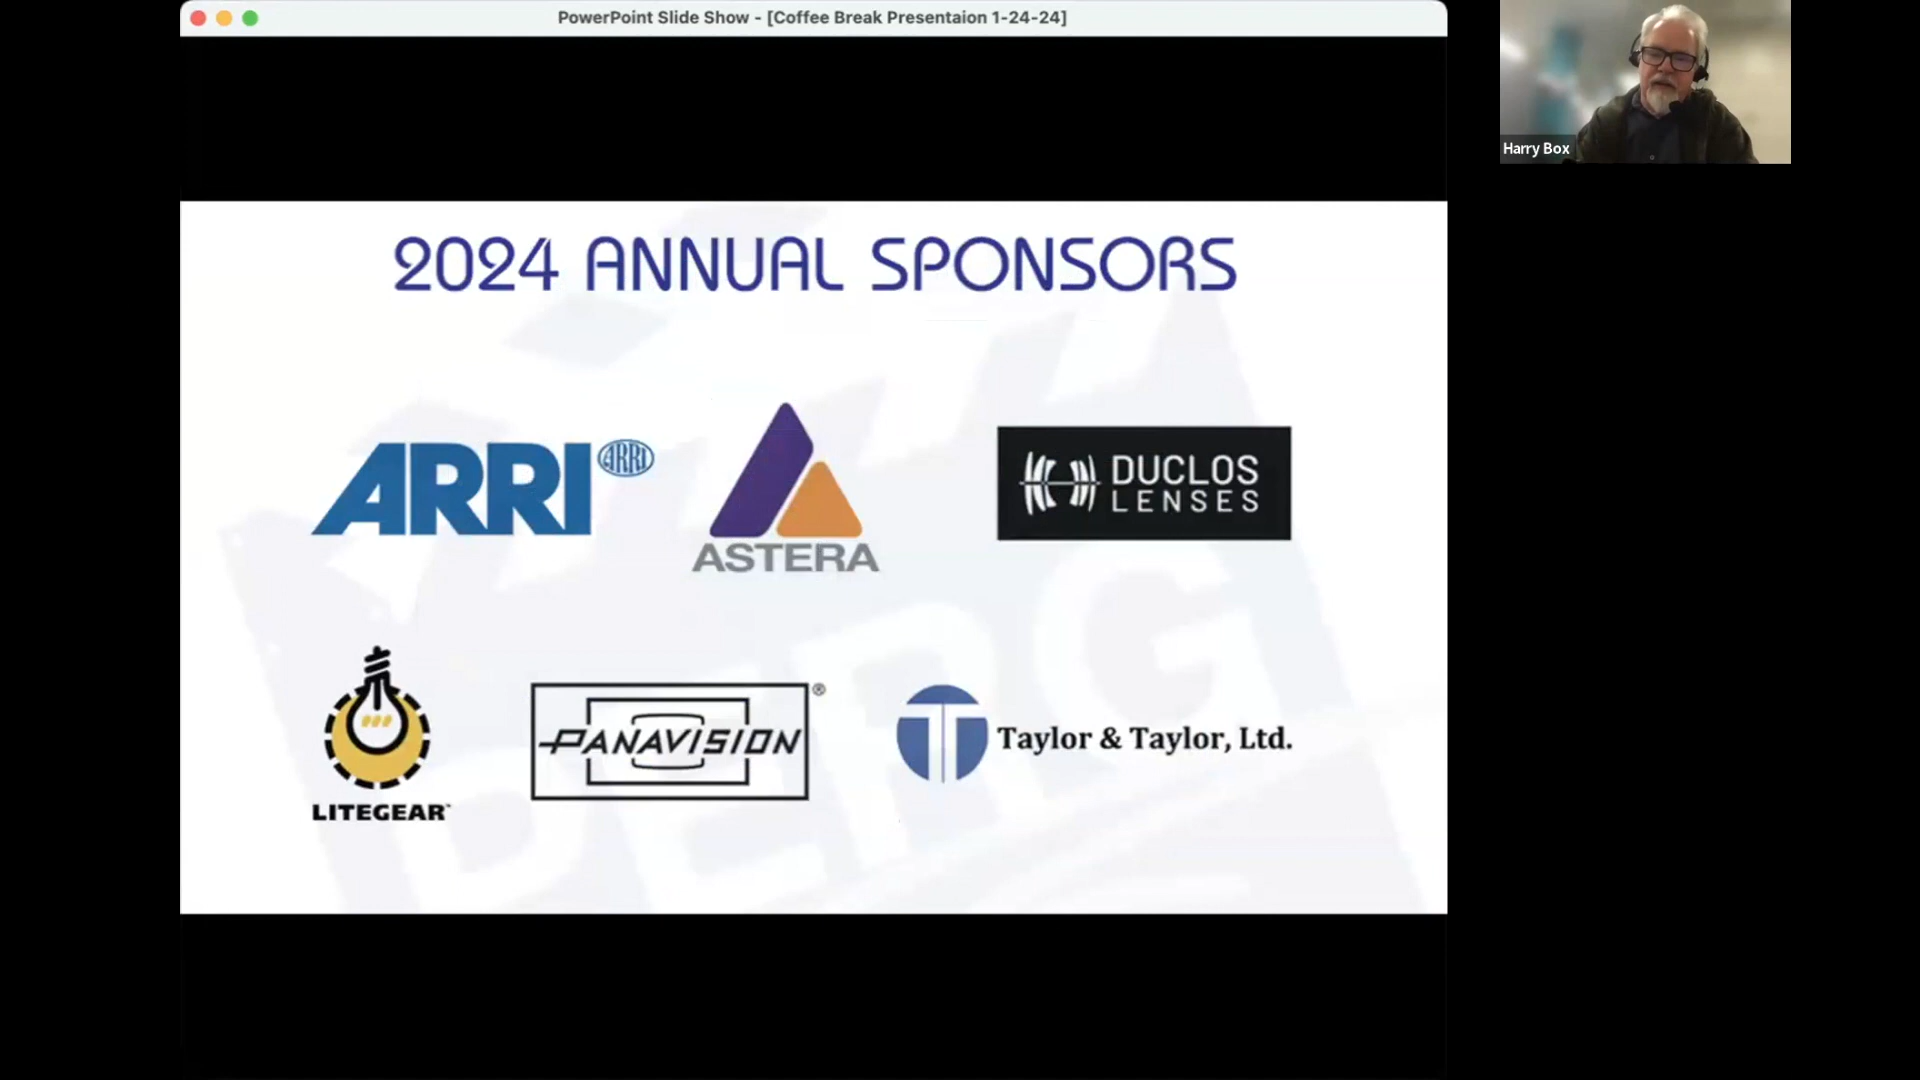 PowerPoint Slide Show - [Coffee Break Presentaion 1-24-24]
Harry Box
2024 ANNUAL SPONSORS
ARRI ARRI
ASTERA
DUCLOS
LENSES
LITEGEAR
PANAVISION ®
T Taylor & Taylor, Ltd.
PERG